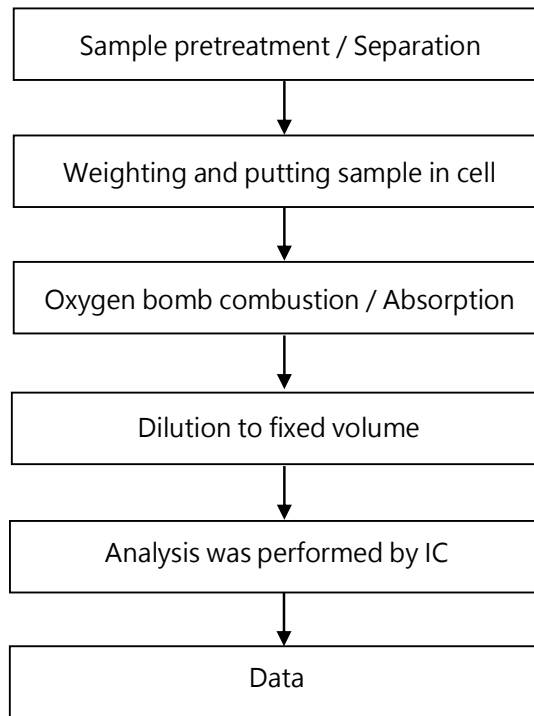 Sample pretreatment / Separation
Weighting and putting sample in cell
Oxygen bomb combustion / Absorption
Dilution to fixed volume
Analysis was performed by IC
Data